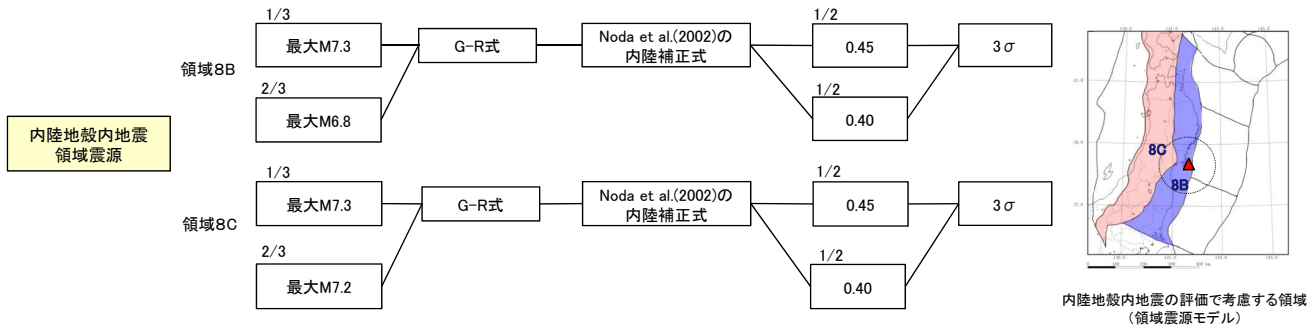 内陸地殻内地震
領域震源
領域8B
1/3
最大M7.3
2/3
最大M6.8
G-R式
Noda et al.(2002)の
内陸補正式
1/2
0.45
1/2
0.40
3σ
領域8C
1/3
最大M7.3
2/3
最大M7.2
G-R式
Noda et al.(2002)の
内陸補正式
1/2
0.45
1/2
0.40
3σ
8C
8B
内陸地殻内地震の評価で考慮する領域
(領域震源モデル)